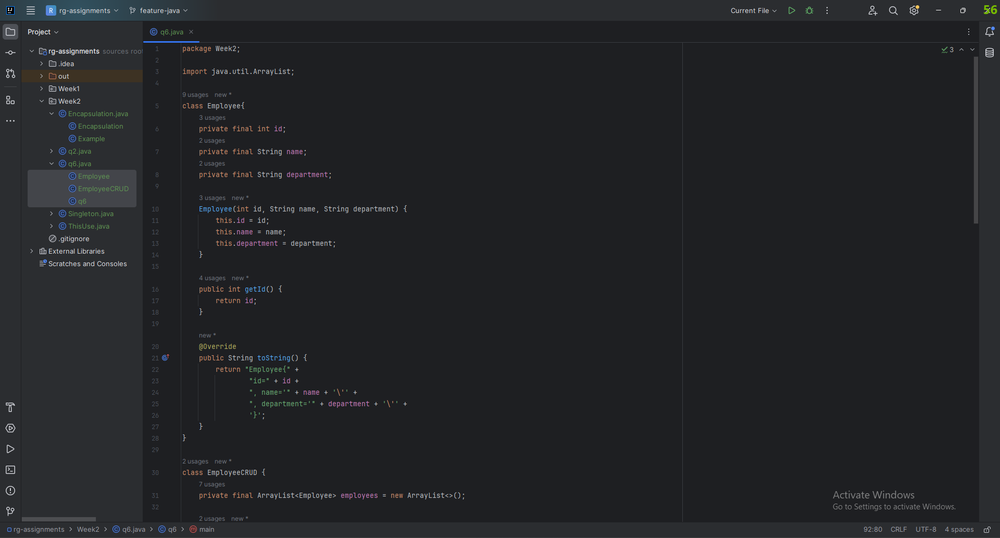 R rg-assignments feature-java Current File 56
Project
q6.java
rg-assignments sources root
.idea
out
Week1
Week2
Encapsulation.java
Encapsulation
Example
q2.java
q6.java
Employee
EmployeeCRUD
q6
Singleton.java
ThisUse.java
.gitignore
External Libraries
Scratches and Consoles
3
1 package Week2;
2
3 import java.util.ArrayList;
4
9 usages new *
5 class Employee{
3 usages
6 private final int id;
2 usages
7 private final String name;
2 usages
8 private final String department;
9
3 usages new *
10 Employee(int id, String name, String department) {
11 this.id = id;
12 this.name = name;
13 this.department = department;
14 }
15
4 usages new *
16 public int getId() {
17 return id;
18 }
19
new *
20 @Override
21 public String toString() {
22 return "Employee{" +
23 "id=" + id +
24 ", name='" + name + '\'' +
25 ", department='" + department + '\'' +
26 '}';
27 }
28 }
29
2 usages new *
30 class EmployeeCRUD {
7 usages
31 private final ArrayList<Employee> employees = new ArrayList<>();
32
2 usages new *
Activate Windows
Go to Settings to activate Windows.
rg-assignments > Week2 > q6.java > q6 > main 92:80 CRLF UTF-8 4 spaces